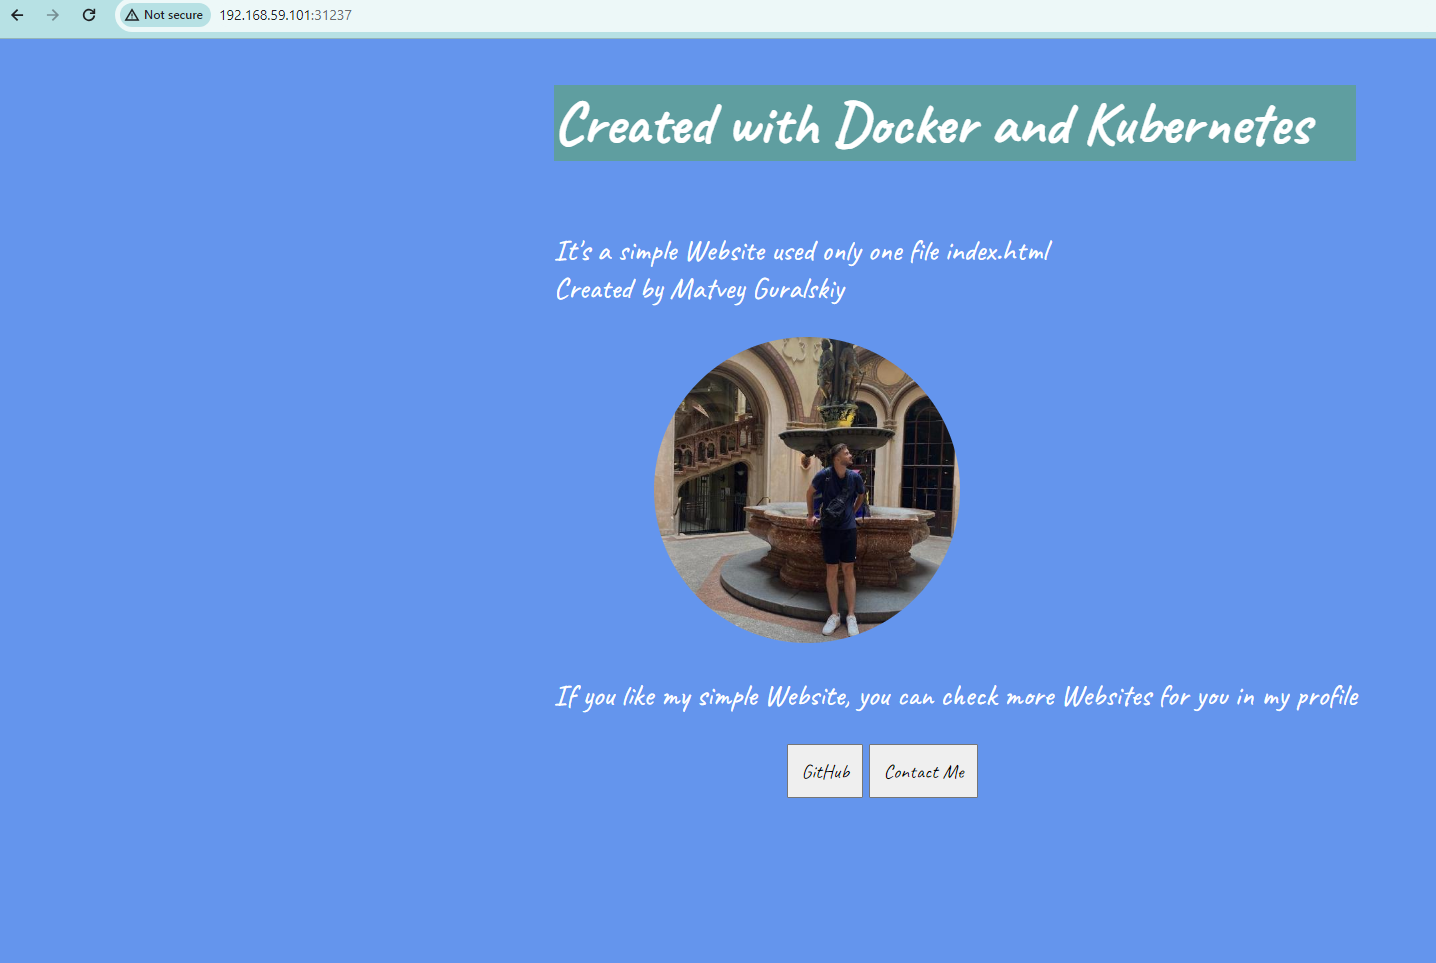 Not secure 192.168.59.101:31237
Created with Docker and Kubernetes
It's a simple Website used only one file index.html
Created by Matvey Guralskiy
If you like my simple Website, you can check more Websites for you in my profile
GitHub Contact Me